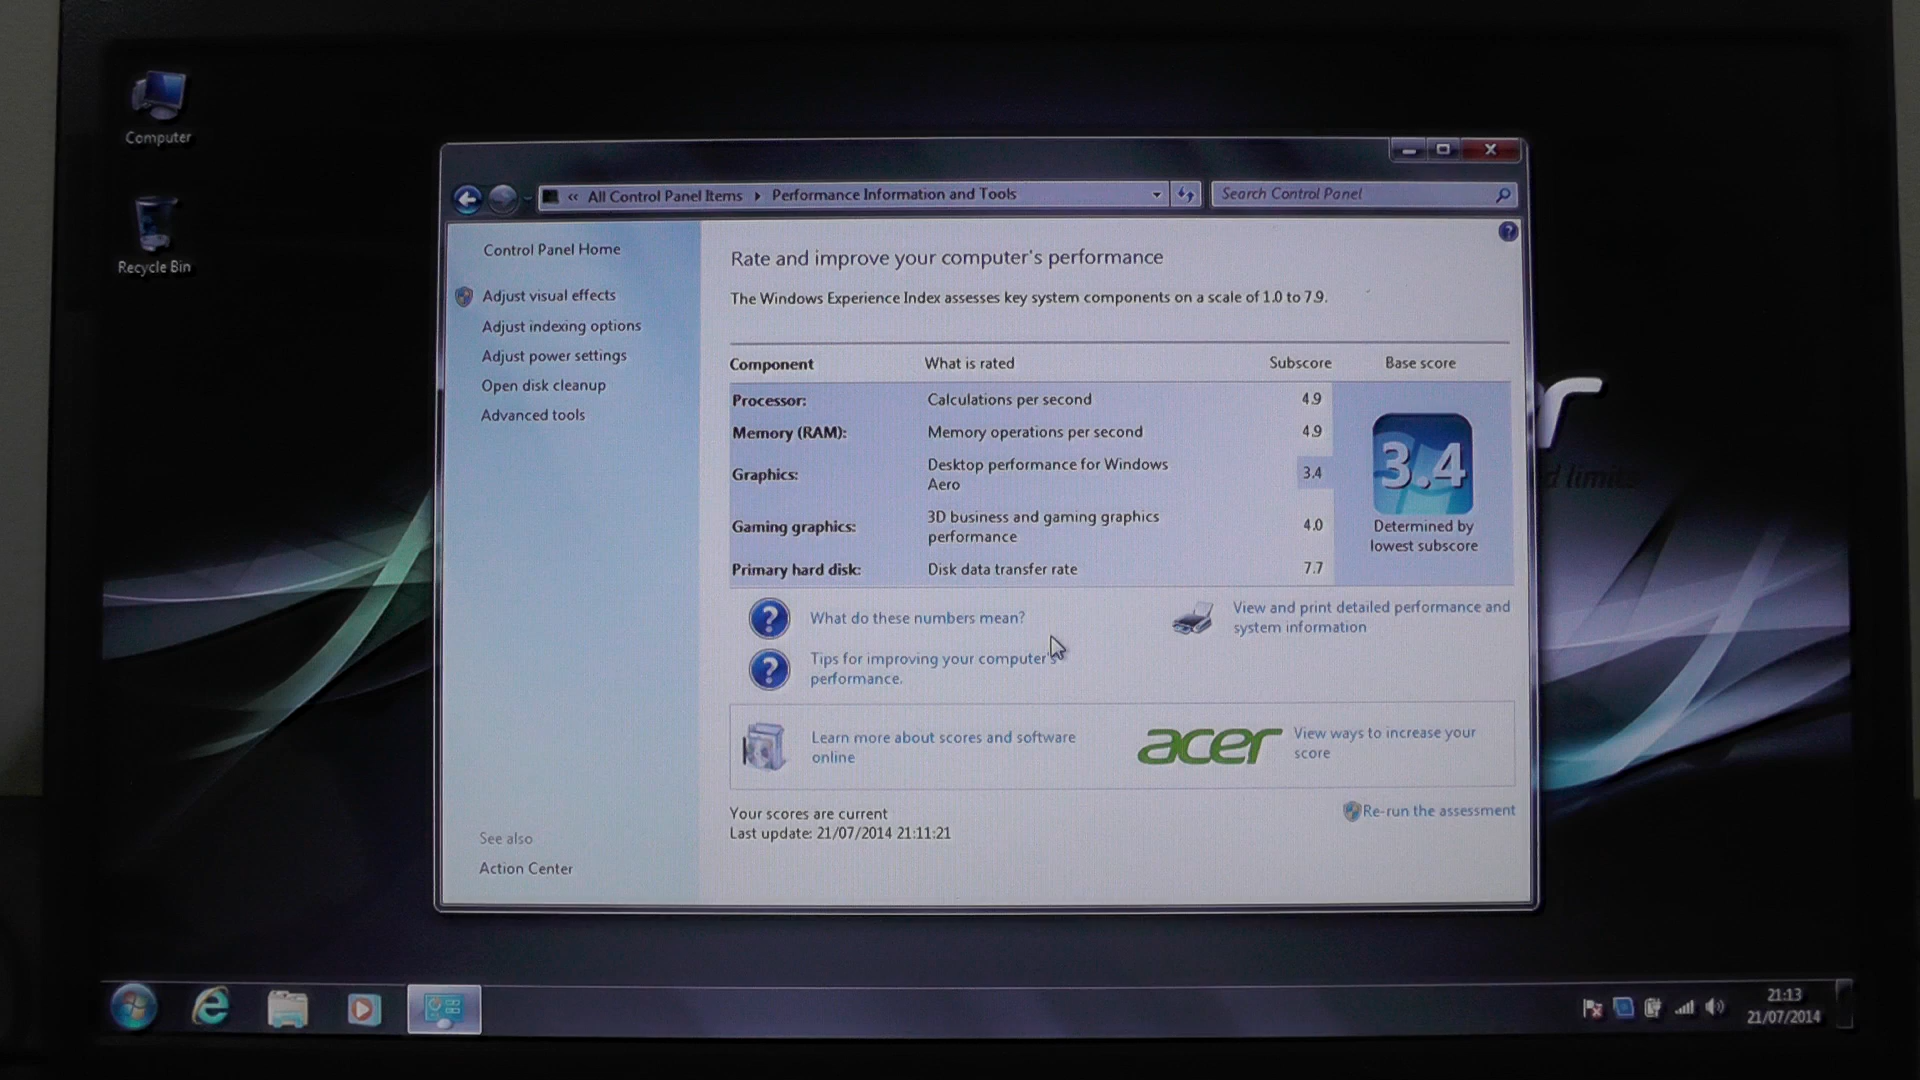 Computer
Recycle Bin
« All Control Panel Items ▸ Performance Information and Tools
Search Control Panel
Control Panel Home
Adjust visual effects
Adjust indexing options
Adjust power settings
Open disk cleanup
Advanced tools
See also
Action Center
Rate and improve your computer's performance
The Windows Experience Index assesses key system components on a scale of 1.0 to 7.9.
Component What is rated Subscore Base score
Processor: Calculations per second 4.9
Memory (RAM): Memory operations per second 4.9
Graphics: Desktop performance for Windows
Aero 3.4
Gaming graphics: 3D business and gaming graphics
performance 4.0
Primary hard disk: Disk data transfer rate 7.7
3.4
Determined by
lowest subscore
What do these numbers mean?
View and print detailed performance and
system information
Tips for improving your computer's
performance.
Learn more about scores and software
online
acer
View ways to increase your
score
Your scores are current
Last update: 21/07/2014 21:11:21
Re-run the assessment
r
d limits
21:13
21/07/2014